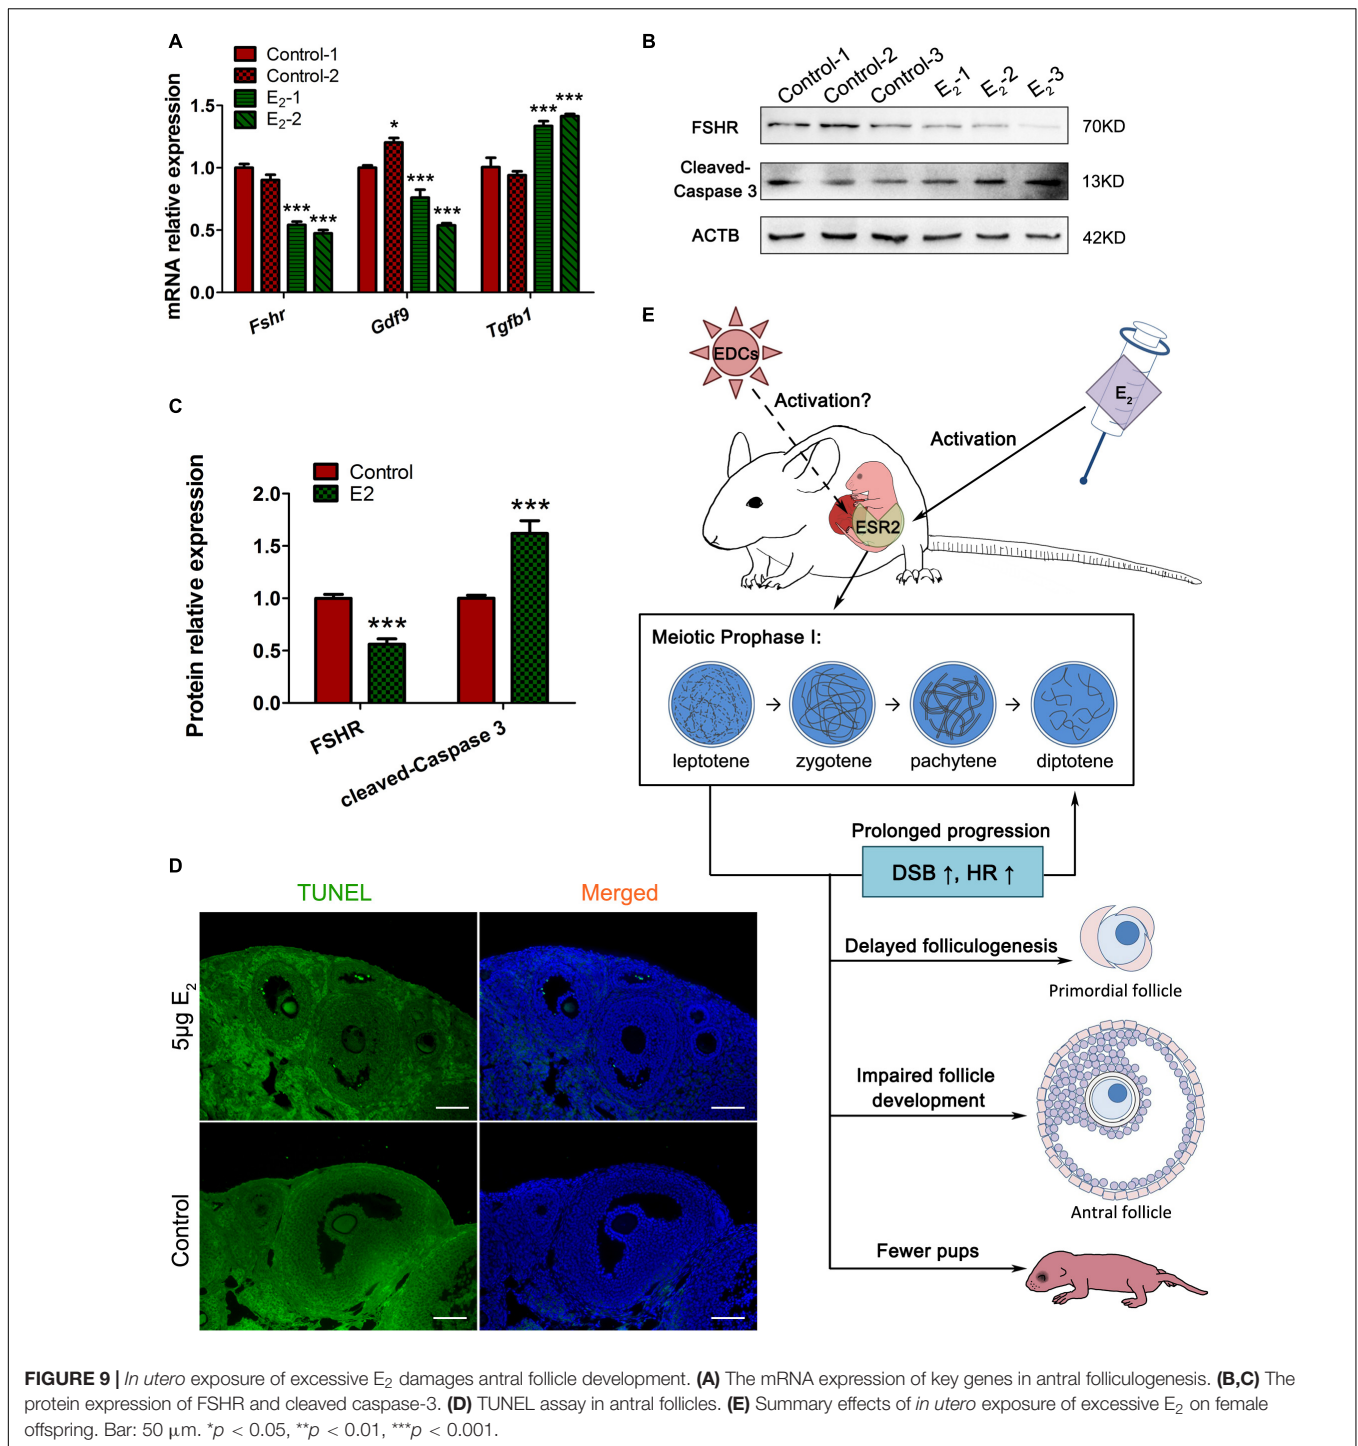 A
Control-1
Control-2
E2-1
E2-2
mRNA relative expression
1.5
1.0
0.5
0.0
***
***
*
***
***
***
***
Fshr
Gdf9
Tgfb1
B
Control-1
Control-2
Control-3
E2-1
E2-2
E2-3
FSHR
70KD
Cleaved-
Caspase 3
13KD
ACTB
42KD
C
Control
E2
Protein relative expression
2.0
1.5
1.0
0.5
0.0
***
***
FSHR
cleaved-Caspase 3
D
TUNEL
Merged
5µg E2
Control
E
EDCs
Activation?
E2
Activation
ESR2
Meiotic Prophase I:
leptotene → zygotene → pachytene → diptotene
Prolonged progression
DSB ↑, HR ↑
Delayed folliculogenesis
Primordial follicle
Impaired follicle
development
Antral follicle
Fewer pups
FIGURE 9 | In utero exposure of excessive E2 damages antral follicle development. (A) The mRNA expression of key genes in antral folliculogenesis. (B,C) The
protein expression of FSHR and cleaved caspase-3. (D) TUNEL assay in antral follicles. (E) Summary effects of in utero exposure of excessive E2 on female
offspring. Bar: 50 µm. *p < 0.05, **p < 0.01, ***p < 0.001.